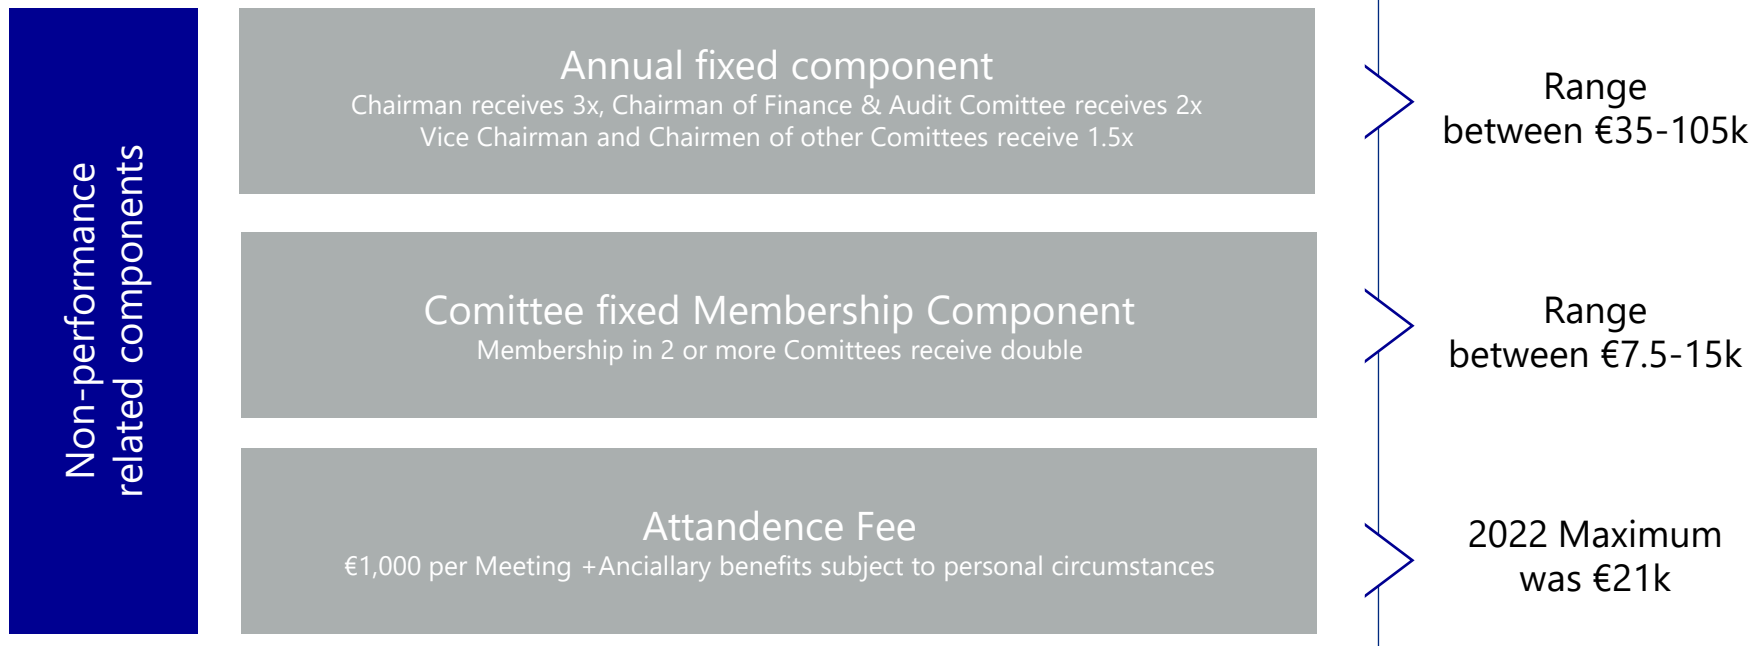 Non-performance
related components
Annual fixed component
Chairman receives 3x, Chairman of Finance & Audit Comittee receives 2x
Vice Chairman and Chairmen of other Comittees receive 1.5x
Range
between €35-105k
Comittee fixed Membership Component
Membership in 2 or more Comittees receive double
Range
between €7.5-15k
Attandence Fee
€1,000 per Meeting +Anciallary benefits subject to personal circumstances
2022 Maximum
was €21k